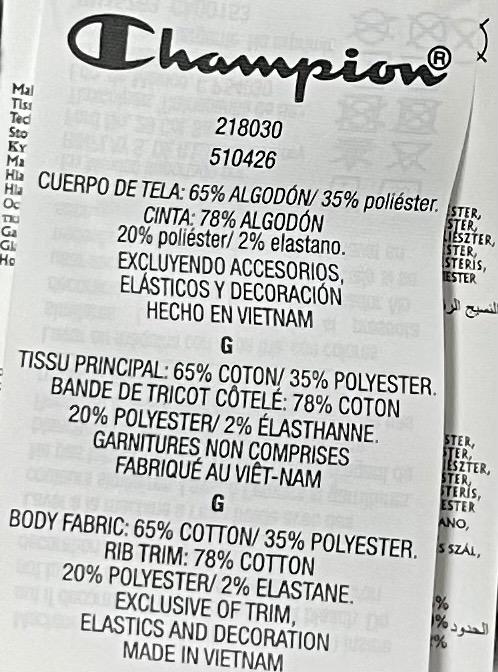 Champion®
218030
510426
CUERPO DE TELA: 65% ALGODÓN/ 35% poliéster.
CINTA: 78% ALGODÓN
20% poliéster/ 2% elastano.
EXCLUYENDO ACCESORIOS,
ELÁSTICOS Y DECORACIÓN
HECHO EN VIETNAM
G
TISSU PRINCIPAL: 65% COTON/ 35% POLYESTER.
BANDE DE TRICOT CÔTELÉ: 78% COTON
20% POLYESTER/ 2% ÉLASTHANNE.
GARNITURES NON COMPRISES
FABRIQUÉ AU VIÊT-NAM
G
BODY FABRIC: 65% COTTON/ 35% POLYESTER.
RIB TRIM: 78% COTTON
20% POLYESTER/ 2% ELASTANE.
EXCLUSIVE OF TRIM,
ELASTICS AND DECORATION
MADE IN VIETNAM